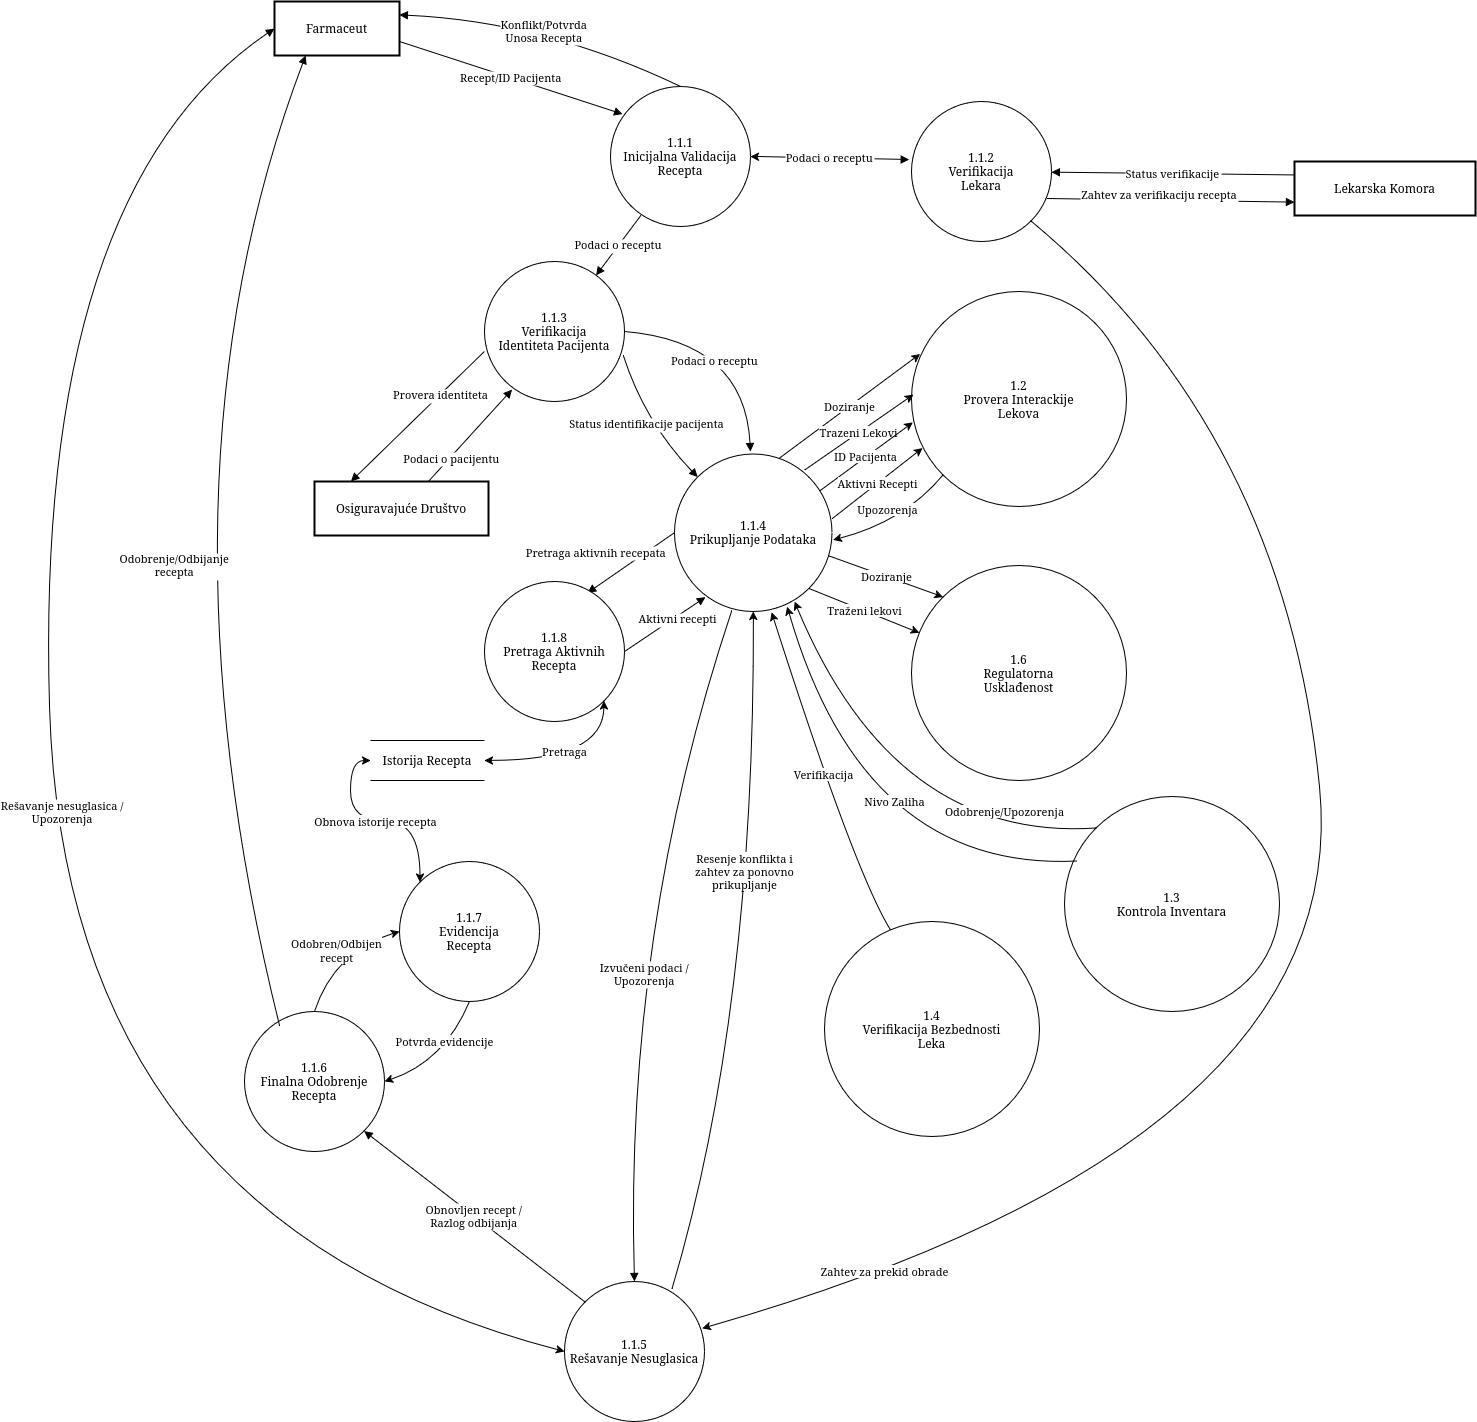 Farmaceut
Konflikt/Potvrda
Unosa Recepta
Recept/ID Pacijenta
1.1.1
Inicijalna Validacija
Recepta
Podaci o receptu
1.1.2
Verifikacija
Lekara
Status verifikacije
Zahtev za verifikaciju recepta
Lekarska Komora
Podaci o receptu
1.1.3
Verifikacija
Identiteta Pacijenta
Podaci o receptu
Provera identiteta
Status identifikacije pacijenta
Podaci o pacijentu
Osiguravajuće Društvo
Doziranje
Trazeni Lekovi
ID Pacijenta
Aktivni Recepti
Upozorenja
1.2
Provera Interackije
Lekova
1.1.4
Prikupljanje Podataka
Odobrenje/Odbijanje
recepta
Pretraga aktivnih recepata
Doziranje
Traženi lekovi
Aktivni recepti
1.1.8
Pretraga Aktivnih
Recepta
1.6
Regulatorna
Usklađenost
Istorija Recepta
Pretraga
Verifikacija
Nivo Zaliha
Odobrenje/Upozorenja
Rešavanje nesuglasica /
Upozorenja
Obnova istorije recepta
Resenje konflikta i
zahtev za ponovno
prikupljanje
1.3
Kontrola Inventara
1.1.7
Evidencija
Recepta
Odobren/Odbijen
recept
Izvučeni podaci /
Upozorenja
1.4
Verifikacija Bezbednosti
Leka
Potvrda evidencije
1.1.6
Finalna Odobrenje
Recepta
Obnovljen recept /
Razlog odbijanja
Zahtev za prekid obrade
1.1.5
Rešavanje Nesuglasica